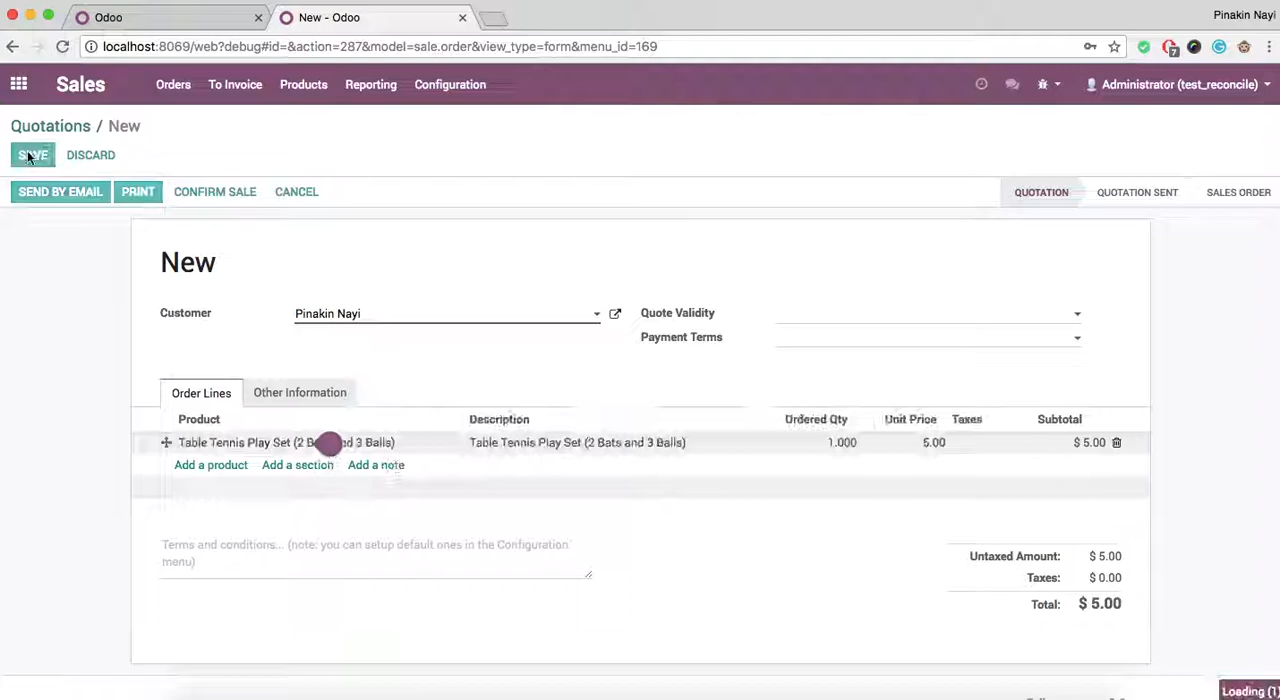 Odoo
New - Odoo
Pinakin Nayi
localhost:8069/web?debug#id=&action=287&model=sale.order&view_type=form&menu_id=169
7
Sales Orders To Invoice Products Reporting Configuration Administrator (test_reconcile)
Quotations / New
SAVE DISCARD
SEND BY EMAIL PRINT CONFIRM SALE CANCEL QUOTATION QUOTATION SENT SALES ORDER
New
Customer Pinakin Nayi Quote Validity
Payment Terms
Order Lines Other Information
Product Description Ordered Qty Unit Price Taxes Subtotal
Table Tennis Play Set (2 Bats and 3 Balls) Table Tennis Play Set (2 Bats and 3 Balls) 1.000 5.00 $ 5.00
Add a product Add a section Add a note
Terms and conditions... (note: you can setup default ones in the Configuration
menu)
Untaxed Amount: $ 5.00
Taxes: $ 0.00
Total: $ 5.00
Loading (1)